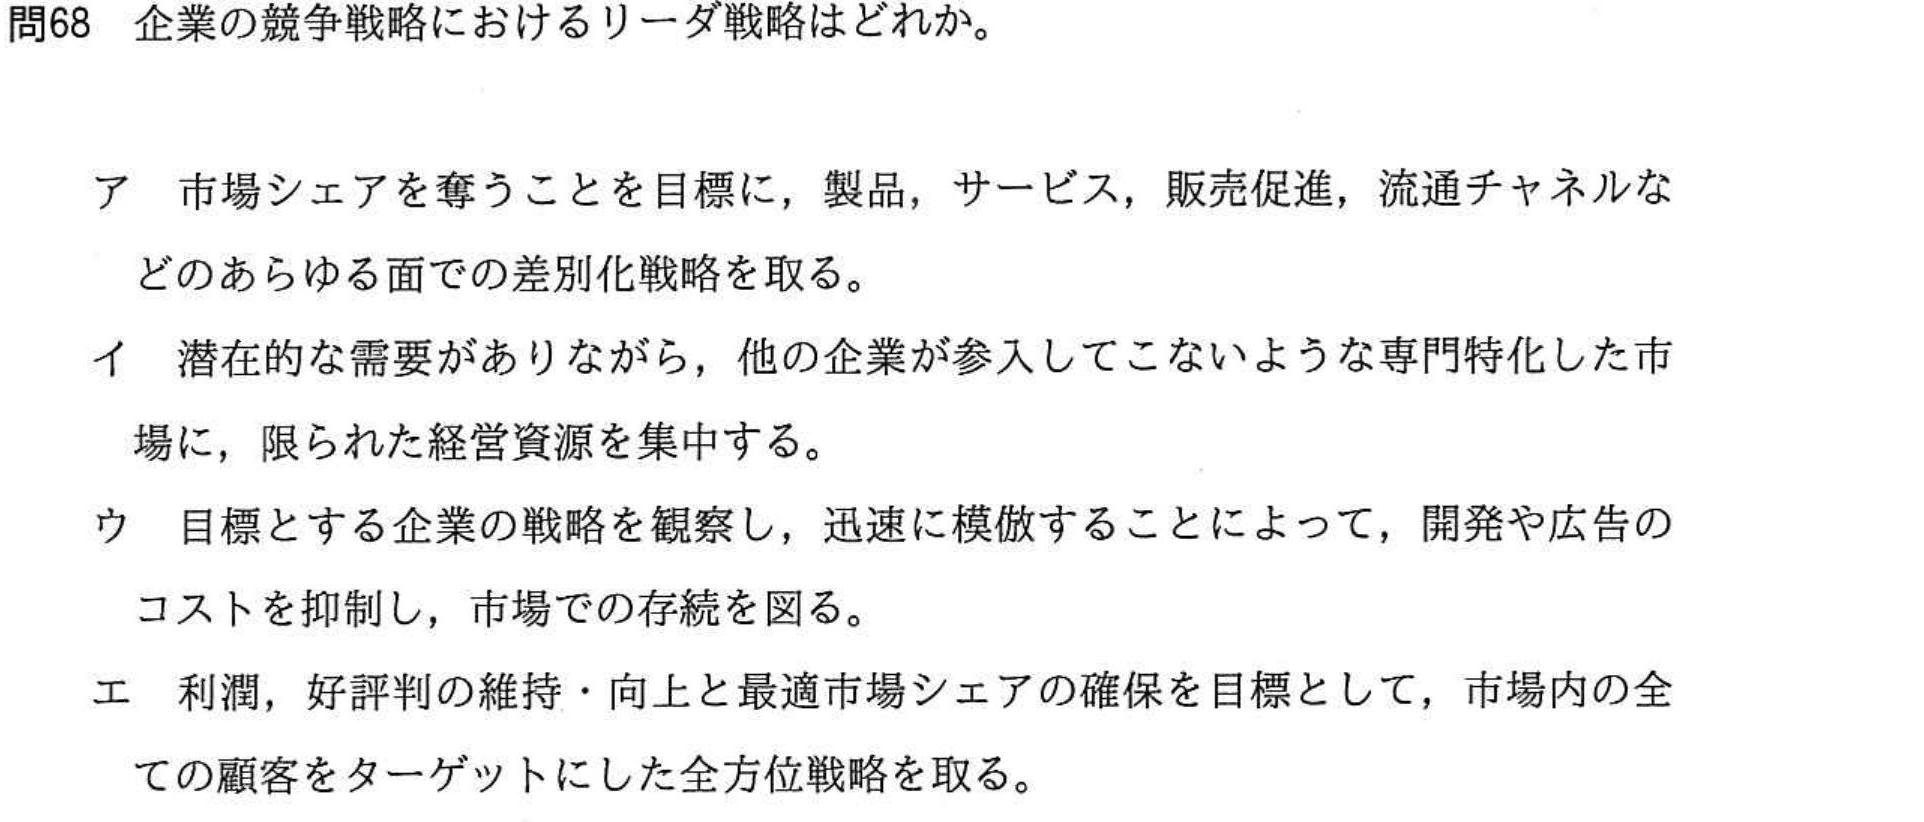 問68　企業の競争戦略におけるリーダ戦略はどれか。
ア　市場シェアを奪うことを目標に，製品，サービス，販売促進，流通チャネルな
どのあらゆる面での差別化戦略を取る。
イ　潜在的な需要がありながら，他の企業が参入してこないような専門特化した市
場に，限られた経営資源を集中する。
ウ　目標とする企業の戦略を観察し，迅速に模倣することによって，開発や広告の
コストを抑制し，市場での存続を図る。
エ　利潤，好評判の維持・向上と最適市場シェアの確保を目標として，市場内の全
ての顧客をターゲットにした全方位戦略を取る。